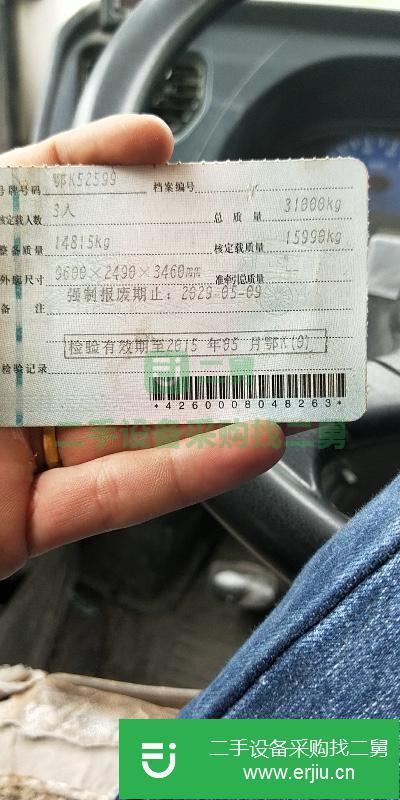 号牌号码 鄂K52599 档案编号
核定载人数 3人 总质量 31000kg
整备质量 14815kg 核定载质量 15990kg
外廓尺寸 9600×2490×3460mm 准牵引总质量 --
备注 强制报废期止：2029-05-09
检验有效期至2015年05月鄂K(0)
检验记录
*4260008048263*
二舅
二手设备采购找二舅
二手设备采购找二舅
www.erjiu.cn